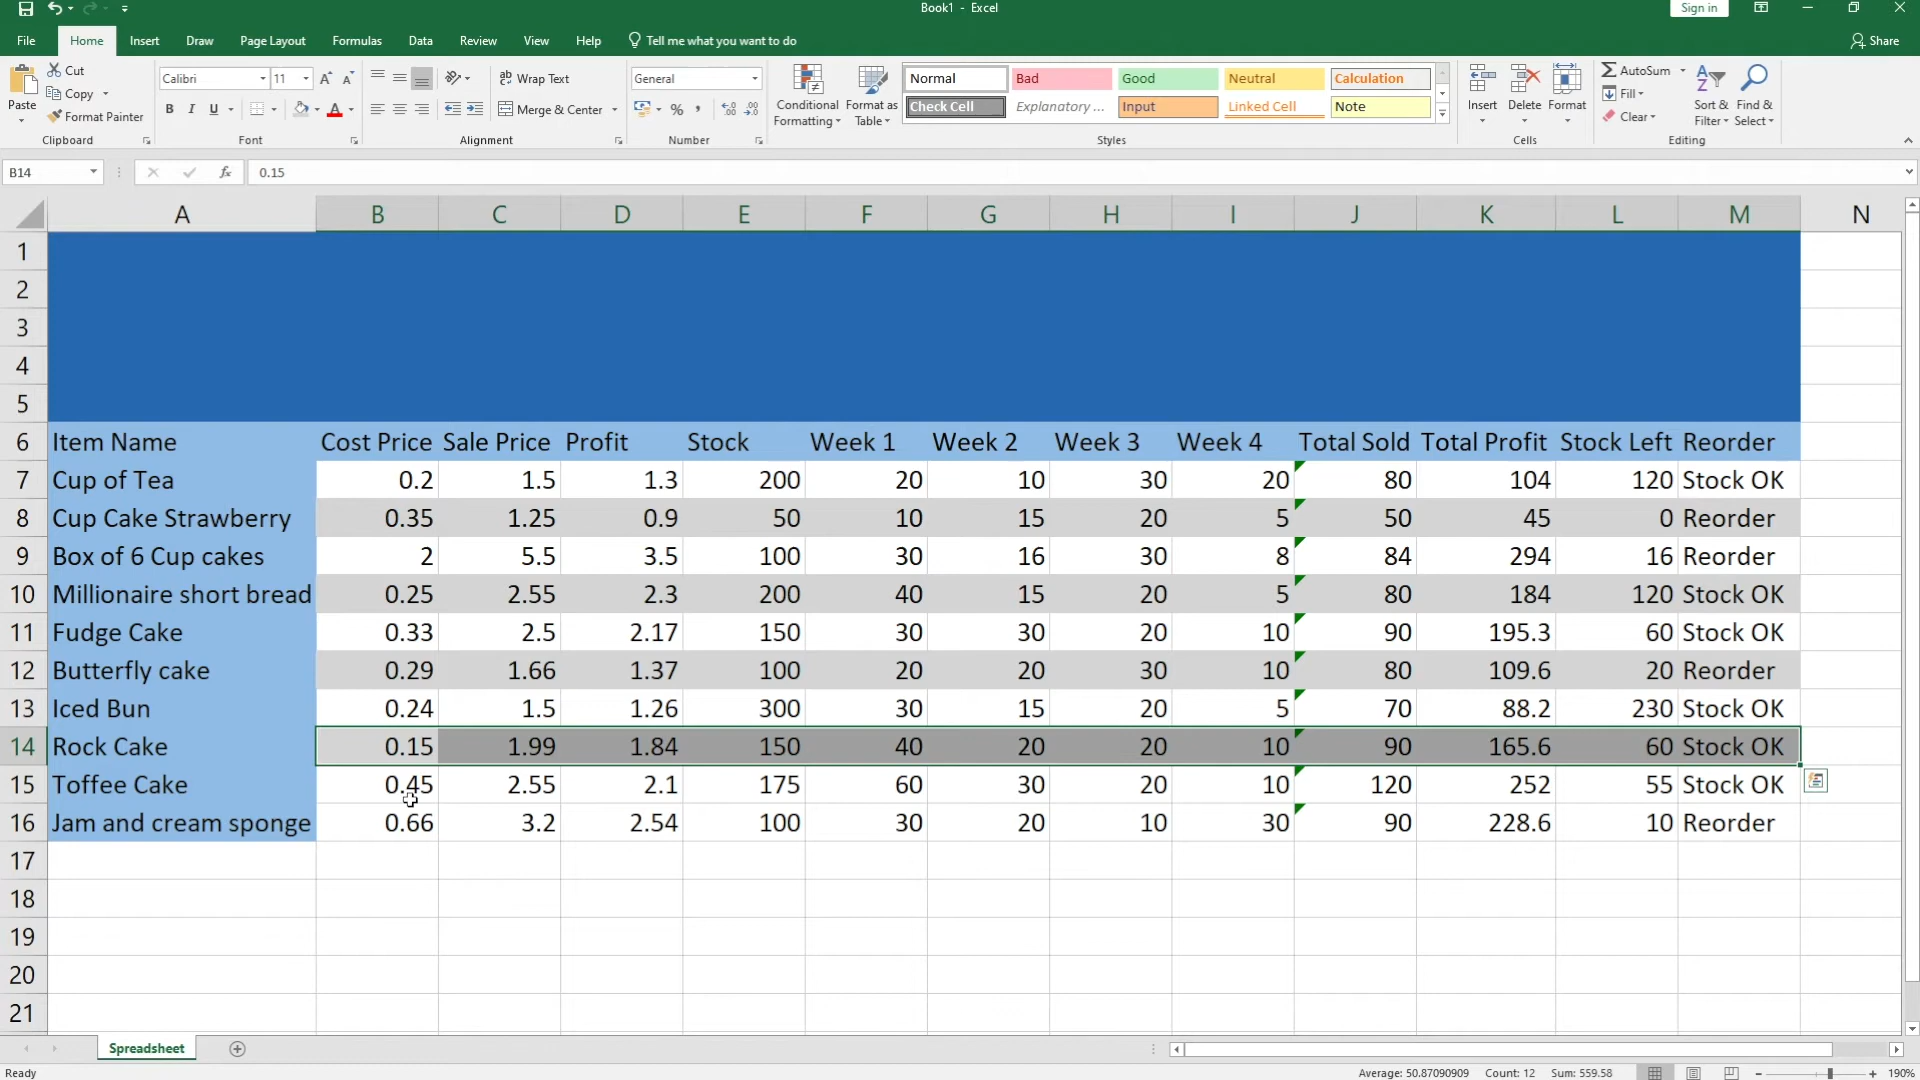 Book1 - Excel
Sign in
File Home Insert Draw Page Layout Formulas Data Review View Help Tell me what you want to do Share
Paste Cut Copy Format Painter
Clipboard
Calibri 11
B I U
Font
Wrap Text
Merge & Center
Alignment
General
Number
Conditional Formatting
Format as Table
Normal Bad Good Neutral Calculation
Check Cell Explanatory ... Input Linked Cell Note
Styles
Insert Delete Format
Cells
AutoSum
Fill
Clear
Sort & Filter
Find & Select
Editing
B14 fx 0.15
A B C D E F G H I J K L M N
1
2
3
4
5
6 Item Name Cost Price Sale Price Profit Stock Week 1 Week 2 Week 3 Week 4 Total Sold Total Profit Stock Left Reorder
7 Cup of Tea 0.2 1.5 1.3 200 20 10 30 20 80 104 120 Stock OK
8 Cup Cake Strawberry 0.35 1.25 0.9 50 10 15 20 5 50 45 0 Reorder
9 Box of 6 Cup cakes 2 5.5 3.5 100 30 16 30 8 84 294 16 Reorder
10 Millionaire short bread 0.25 2.55 2.3 200 40 15 20 5 80 184 120 Stock OK
11 Fudge Cake 0.33 2.5 2.17 150 30 30 20 10 90 195.3 60 Stock OK
12 Butterfly cake 0.29 1.66 1.37 100 20 20 30 10 80 109.6 20 Reorder
13 Iced Bun 0.24 1.5 1.26 300 30 15 20 5 70 88.2 230 Stock OK
14 Rock Cake 0.15 1.99 1.84 150 40 20 20 10 90 165.6 60 Stock OK
15 Toffee Cake 0.45 2.55 2.1 175 60 30 20 10 120 252 55 Stock OK
16 Jam and cream sponge 0.66 3.2 2.54 100 30 20 10 30 90 228.6 10 Reorder
17
18
19
20
21
Spreadsheet
Ready Average: 50.87090909 Count: 12 Sum: 559.58 190%